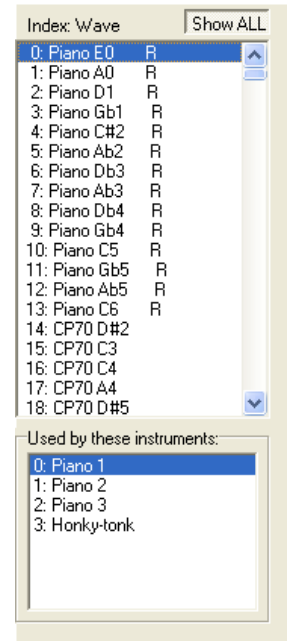 Index: Wave Show ALL
0: Piano E0 R
1: Piano A0 R
2: Piano D1 R
3: Piano Gb1 R
4: Piano C#2 R
5: Piano Ab2 R
6: Piano Db3 R
7: Piano Ab3 R
8: Piano Db4 R
9: Piano Gb4 R
10: Piano C5 R
11: Piano Gb5 R
12: Piano Ab5 R
13: Piano C6 R
14: CP70 D#2
15: CP70 C3
16: CP70 C4
17: CP70 A4
18: CP70 D#5
Used by these instruments:
0: Piano 1
1: Piano 2
2: Piano 3
3: Honky-tonk